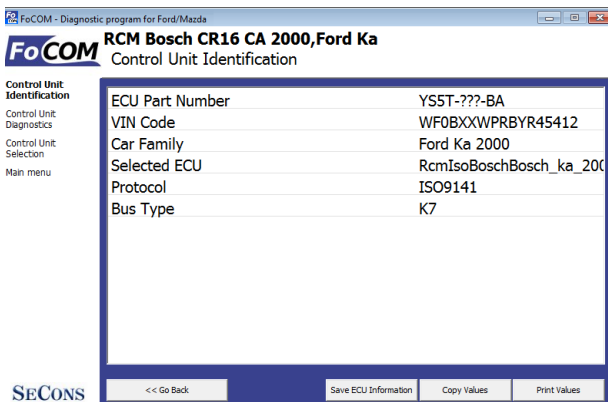 FoCOM - Diagnostic program for Ford/Mazda
FoCOM
RCM Bosch CR16 CA 2000,Ford Ka
Control Unit Identification
Control Unit
Identification
Control Unit
Diagnostics
Control Unit
Selection
Main menu
ECU Part Number YS5T-???-BA
VIN Code WF0BXXWPRBYR45412
Car Family Ford Ka 2000
Selected ECU RcmIsoBoschBosch_ka_200
Protocol ISO9141
Bus Type K7
SECONS
<< Go Back
Save ECU Information
Copy Values
Print Values